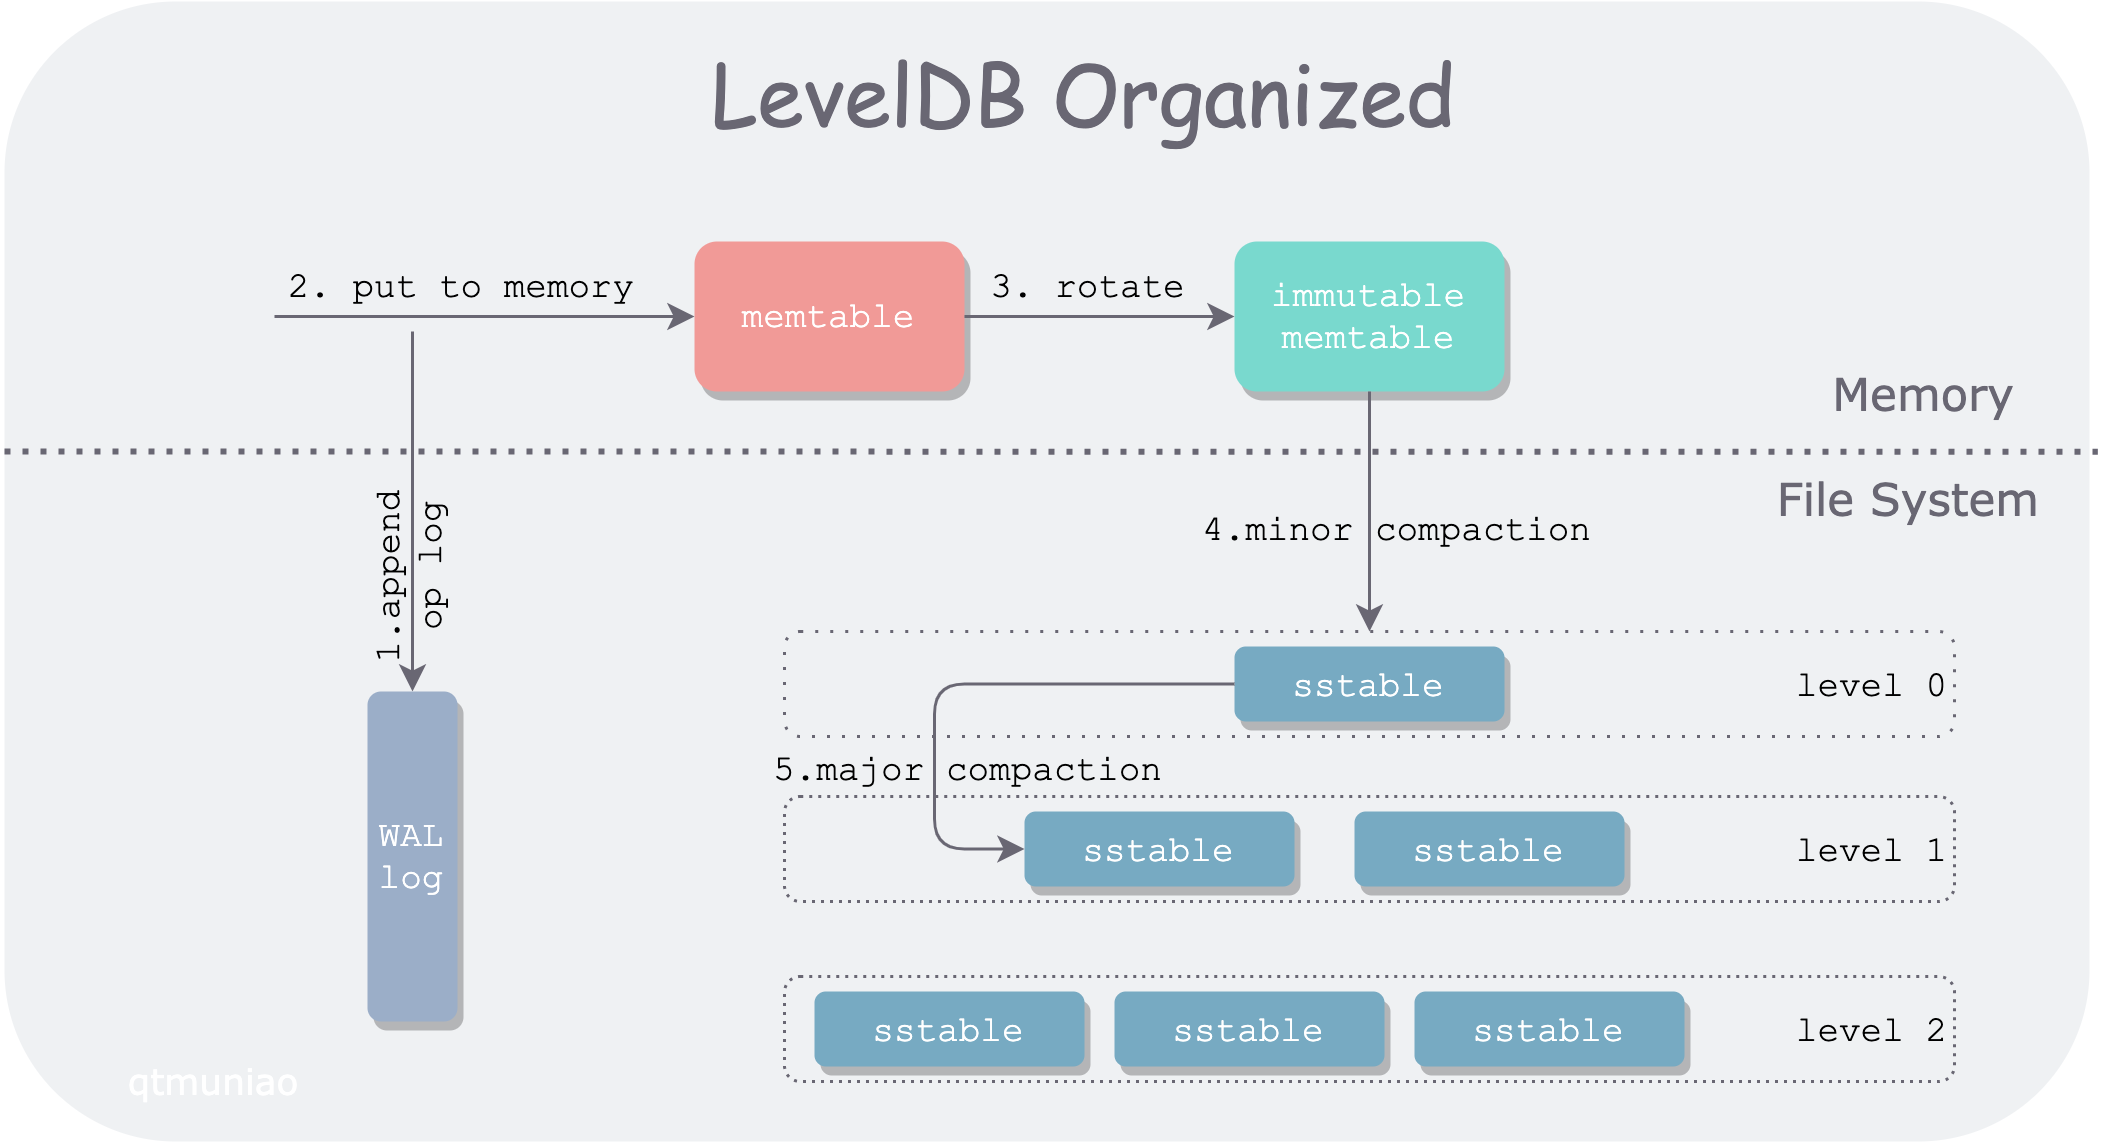 LevelDB Organized
2. put to memory
memtable
3. rotate
immutable
memtable
Memory
File System
1.append
op log
4.minor compaction
sstable
level 0
5.major compaction
sstable
sstable
level 1
WAL
log
sstable
sstable
sstable
level 2
qtmuniao